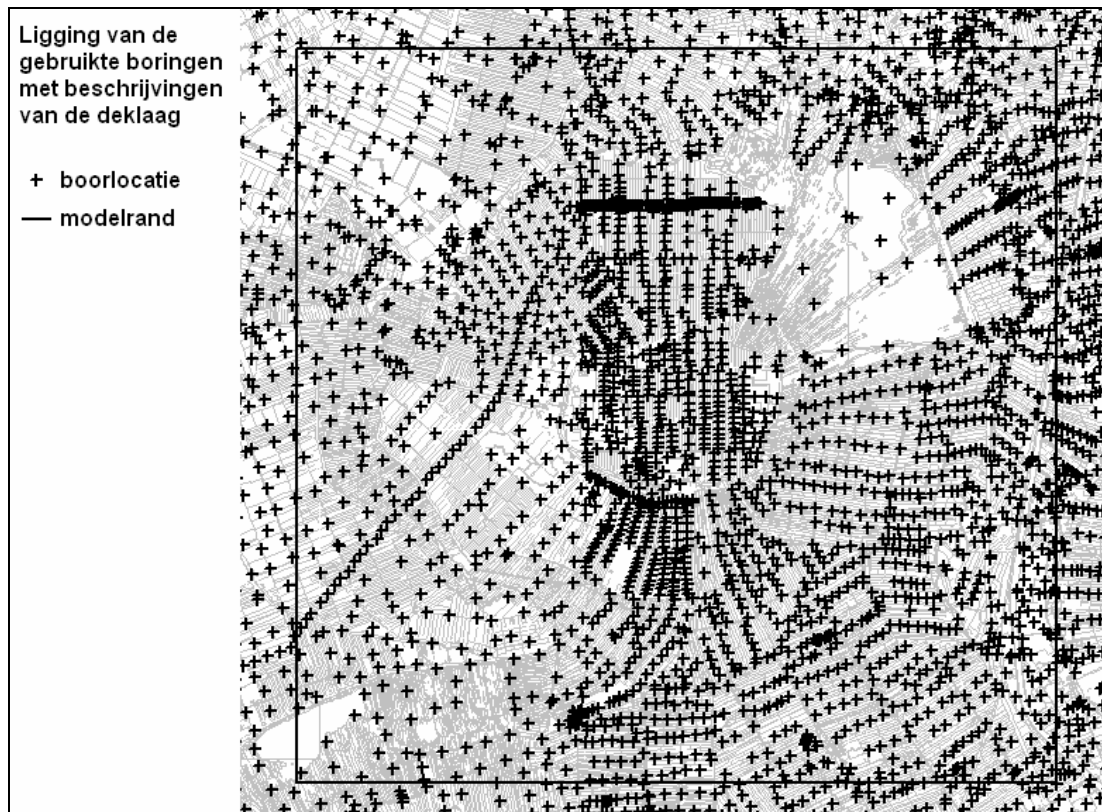 Ligging van de
gebruikte boringen
met beschrijvingen
van de deklaag
boorlocatie
modelrand